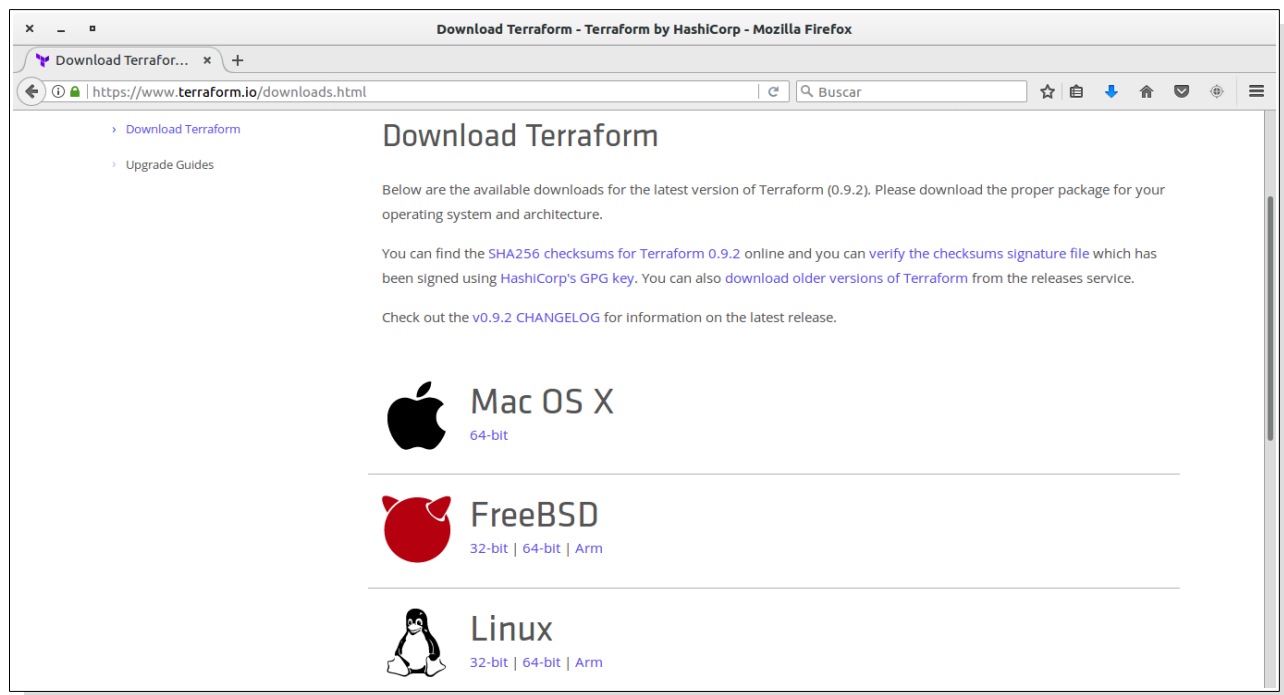 Download Terraform - Terraform by HashiCorp - Mozilla Firefox
Download Terrafor...
https://www.terraform.io/downloads.html
Buscar
Download Terraform
Upgrade Guides
Download Terraform
Below are the available downloads for the latest version of Terraform (0.9.2). Please download the proper package for your
operating system and architecture.
You can find the SHA256 checksums for Terraform 0.9.2 online and you can verify the checksums signature file which has
been signed using HashiCorp's GPG key. You can also download older versions of Terraform from the releases service.
Check out the v0.9.2 CHANGELOG for information on the latest release.
Mac OS X
64-bit
FreeBSD
32-bit | 64-bit | Arm
Linux
32-bit | 64-bit | Arm